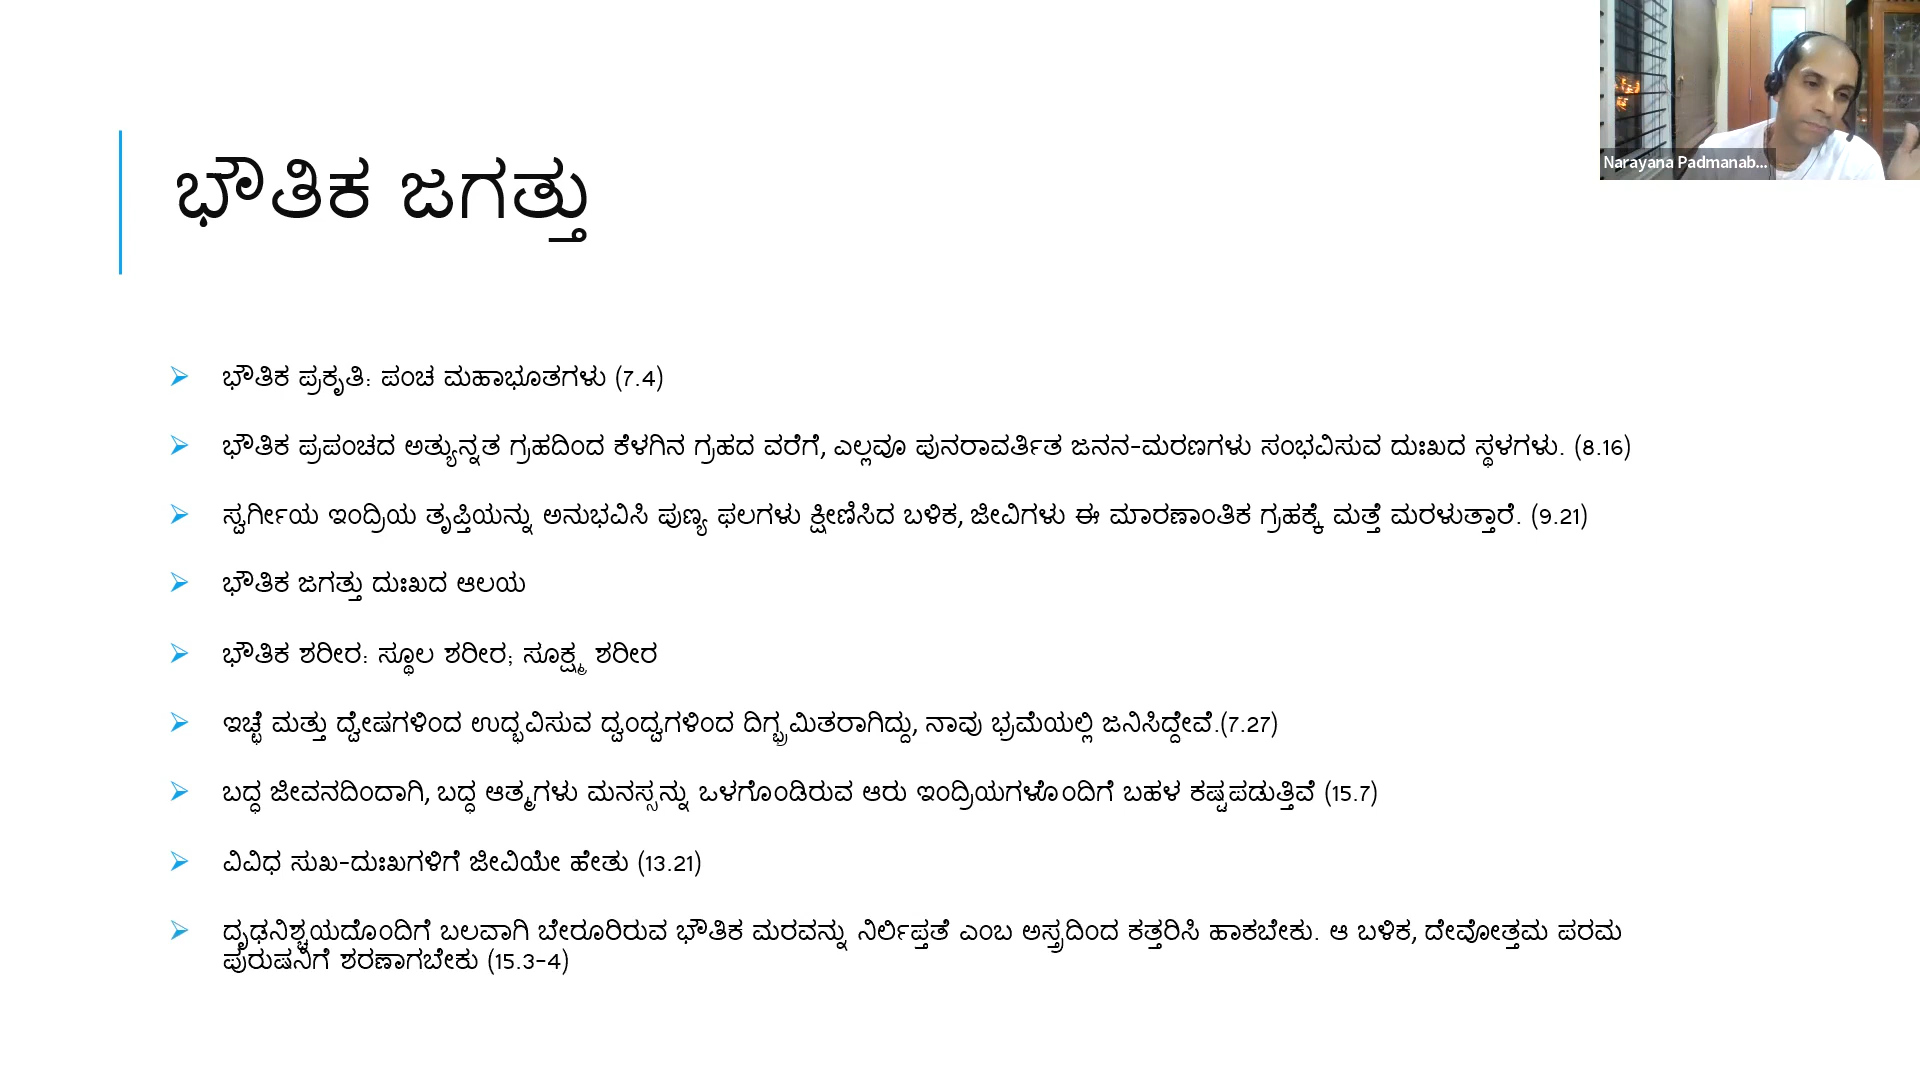 ಭೌತಿಕ ಜಗತ್ತು
Narayana Padmanab...
ಭೌತಿಕ ಪ್ರಕೃತಿ: ಪಂಚ ಮಹಾಭೂತಗಳು (7.4)
ಭೌತಿಕ ಪ್ರಪಂಚದ ಅತ್ಯುನ್ನತ ಗ್ರಹದಿಂದ ಕೆಳಗಿನ ಗ್ರಹದ ವರೆಗೆ, ಎಲ್ಲವೂ ಪುನರಾವರ್ತಿತ ಜನನ-ಮರಣಗಳು ಸಂಭವಿಸುವ ದುಃಖದ ಸ್ಥಳಗಳು. (8.16)
ಸ್ವರ್ಗೀಯ ಇಂದ್ರಿಯ ತೃಪ್ತಿಯನ್ನು ಅನುಭವಿಸಿ ಪುಣ್ಯ ಫಲಗಳು ಕ್ಷೀಣಿಸಿದ ಬಳಿಕ, ಜೀವಿಗಳು ಈ ಮಾರಣಾಂತಿಕ ಗ್ರಹಕ್ಕೆ ಮತ್ತೆ ಮರಳುತ್ತಾರೆ. (9.21)
ಭೌತಿಕ ಜಗತ್ತು ದುಃಖದ ಆಲಯ
ಭೌತಿಕ ಶರೀರ: ಸ್ಥೂಲ ಶರೀರ; ಸೂಕ್ಷ್ಮ ಶರೀರ
ಇಚ್ಛೆ ಮತ್ತು ದ್ವೇಷಗಳಿಂದ ಉದ್ಭವಿಸುವ ದ್ವಂದ್ವಗಳಿಂದ ದಿಗ್ಭ್ರಮಿತರಾಗಿದ್ದು, ನಾವು ಭ್ರಮೆಯಲ್ಲಿ ಜನಿಸಿದ್ದೇವೆ.(7.27)
ಬದ್ಧ ಜೀವನದಿಂದಾಗಿ, ಬದ್ಧ ಆತ್ಮಗಳು ಮನಸ್ಸನ್ನು ಒಳಗೊಂಡಿರುವ ಆರು ಇಂದ್ರಿಯಗಳೊಂದಿಗೆ ಬಹಳ ಕಷ್ಟಪಡುತ್ತಿವೆ (15.7)
ವಿವಿಧ ಸುಖ-ದುಃಖಗಳಿಗೆ ಜೀವಿಯೇ ಹೇತು (13.21)
ದೃಢನಿಶ್ಚಯದೊಂದಿಗೆ ಬಲವಾಗಿ ಬೇರೂರಿರುವ ಭೌತಿಕ ಮರವನ್ನು ನಿರ್ಲಿಪ್ತತೆ ಎಂಬ ಅಸ್ತ್ರದಿಂದ ಕತ್ತರಿಸಿ ಹಾಕಬೇಕು. ಆ ಬಳಿಕ, ದೇವೋತ್ತಮ ಪರಮ
ಪುರುಷನಿಗೆ ಶರಣಾಗಬೇಕು (15.3-4)